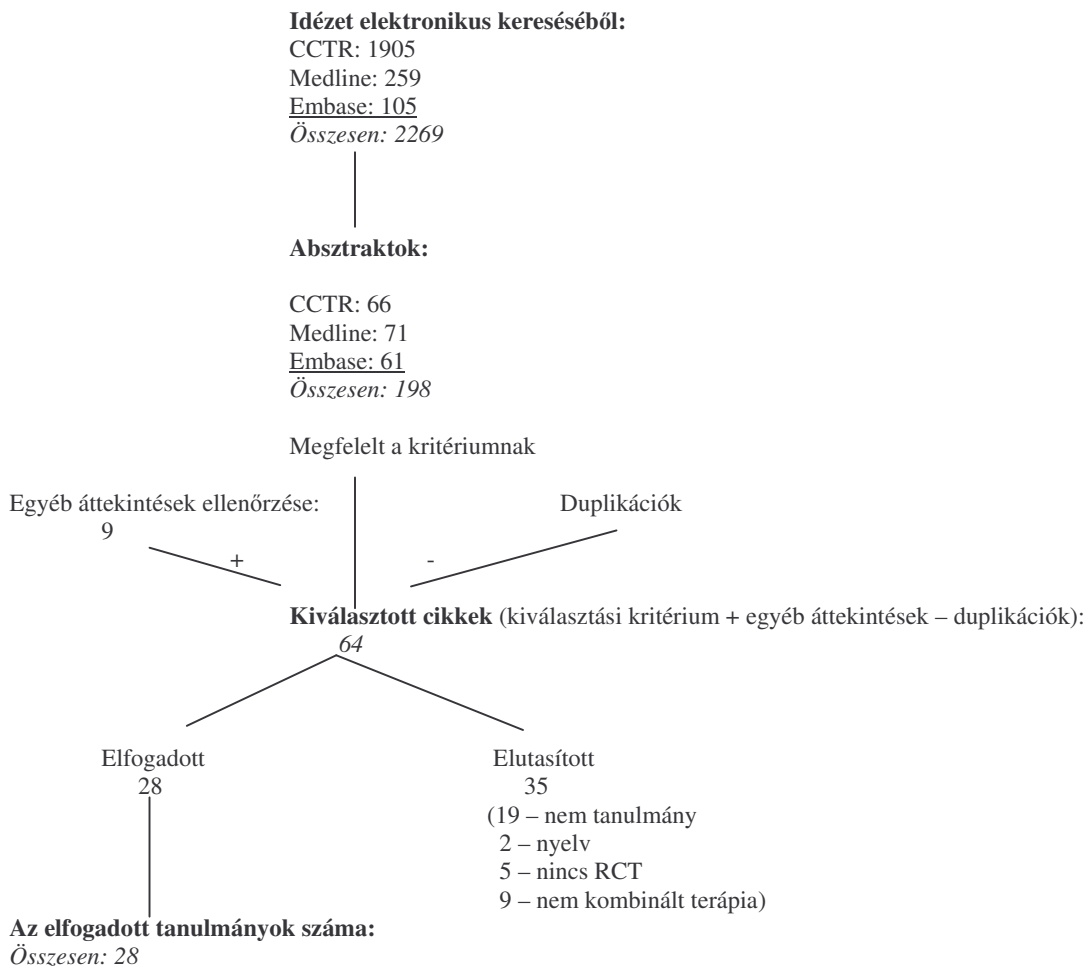 Idézet elektronikus kereséséből:
CCTR: 1905
Medline: 259
Embase: 105
Összesen: 2269
Absztraktok:
CCTR: 66
Medline: 71
Embase: 61
Összesen: 198
Megfelelt a kritériumnak
Egyéb áttekintések ellenőrzése:
9
Duplikációk
+
-
Kiválasztott cikkek (kiválasztási kritérium + egyéb áttekintések – duplikációk):
64
Elfogadott
28
Elutasított
35
(19 – nem tanulmány
2 – nyelv
5 – nincs RCT
9 – nem kombinált terápia)
Az elfogadott tanulmányok száma:
Összesen: 28